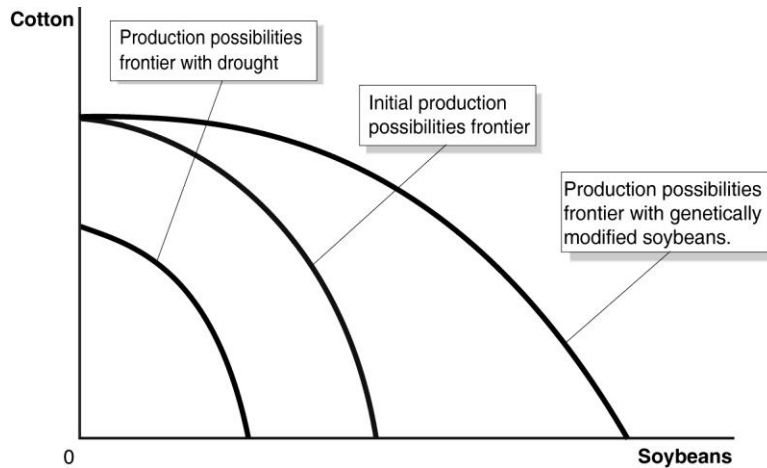 Cotton
Production possibilities
frontier with drought
Initial production
possibilities frontier
Production possibilities
frontier with genetically
modified soybeans.
0
Soybeans